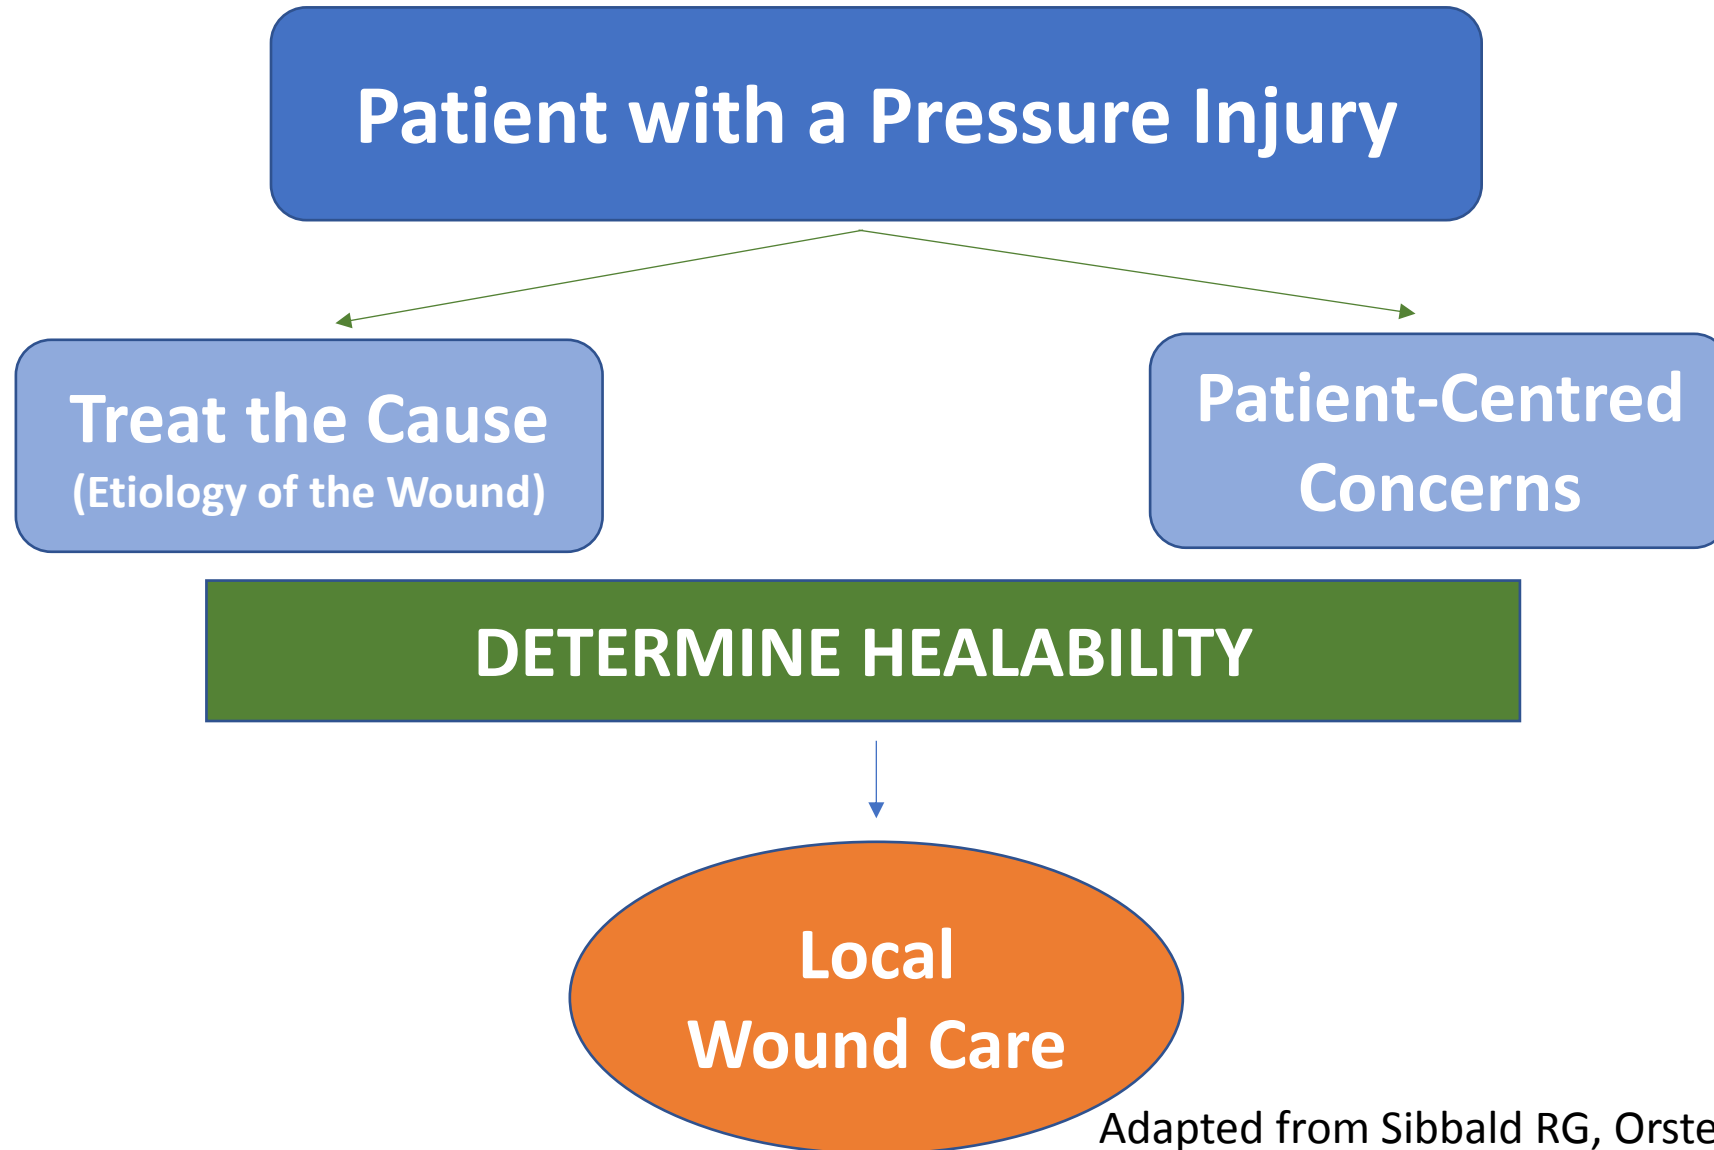 Patient with a Pressure Injury
Treat the Cause
(Etiology of the Wound)
Patient-Centred
Concerns
DETERMINE HEALABILITY
Local
Wound Care
Adapted from Sibbald RG, Orste